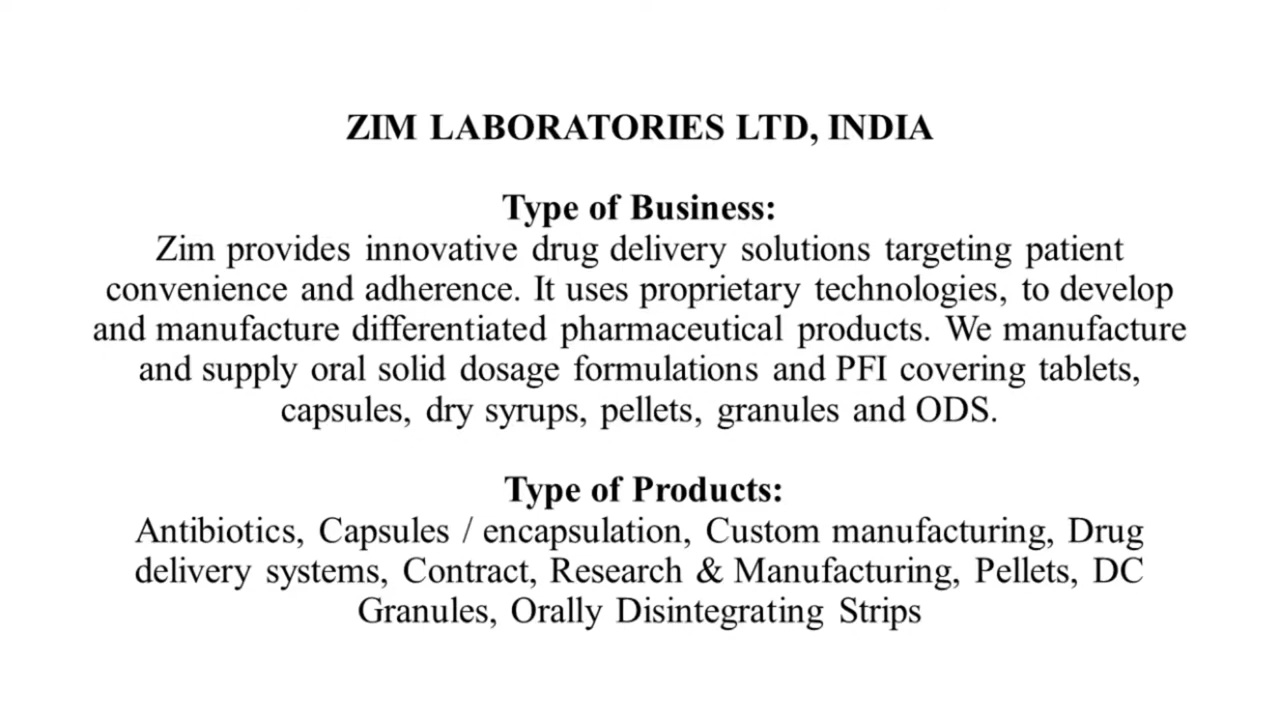 ZIM LABORATORIES LTD, INDIA
Type of Business:
Zim provides innovative drug delivery solutions targeting patient
convenience and adherence. It uses proprietary technologies, to develop
and manufacture differentiated pharmaceutical products. We manufacture
and supply oral solid dosage formulations and PFI covering tablets,
capsules, dry syrups, pellets, granules and ODS.
Type of Products:
Antibiotics, Capsules / encapsulation, Custom manufacturing, Drug
delivery systems, Contract, Research & Manufacturing, Pellets, DC
Granules, Orally Disintegrating Strips